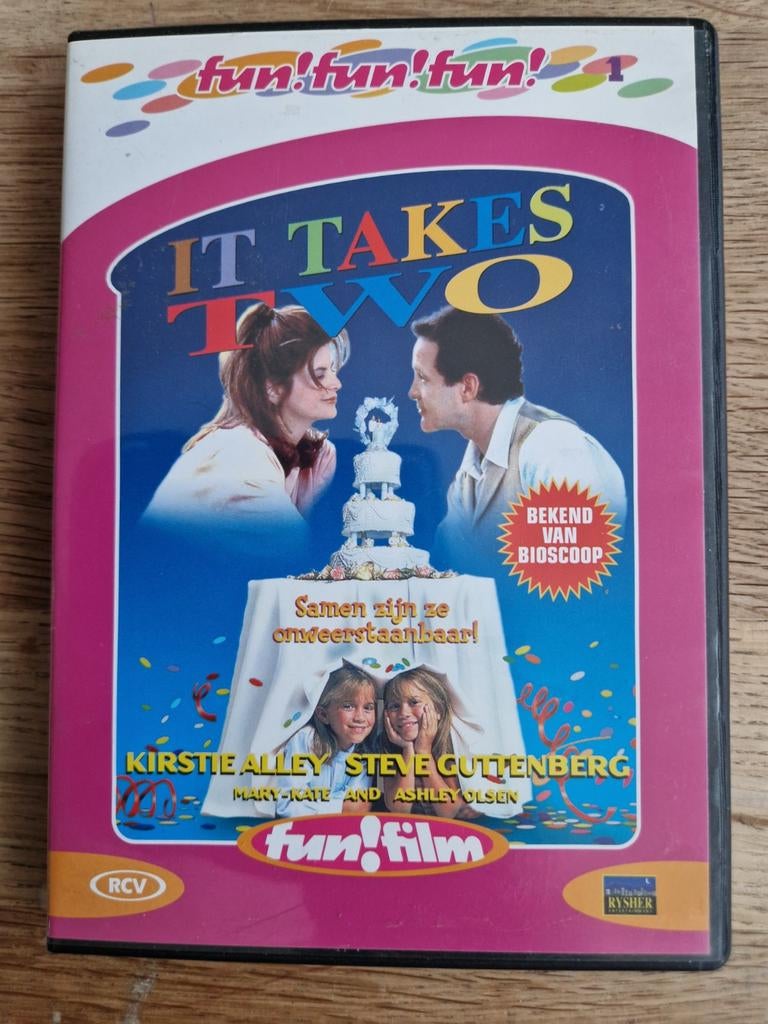 fun!fun!fun! 1
IT TAKES
TWO
BEKEND
VAN
BIOSCOOP
Samen zijn ze
onweerstaanbaar!
KIRSTIE ALLEY STEVE GUTTENBERG
MARY-KATE AND ASHLEY OLSEN
fun!film
RCV
RYSHER
ENTERTAINMENT